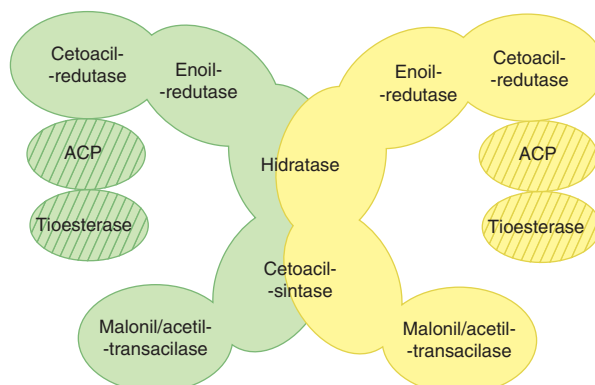 Cetoacil-
-redutase
Enoil-
-redutase
Enoil-
-redutase
Cetoacil-
-redutase
ACP
ACP
Hidratase
Tioesterase
Tioesterase
Cetoacil-
-sintase
Malonil/acetil-
-transacilase
Malonil/acetil-
-transacilase